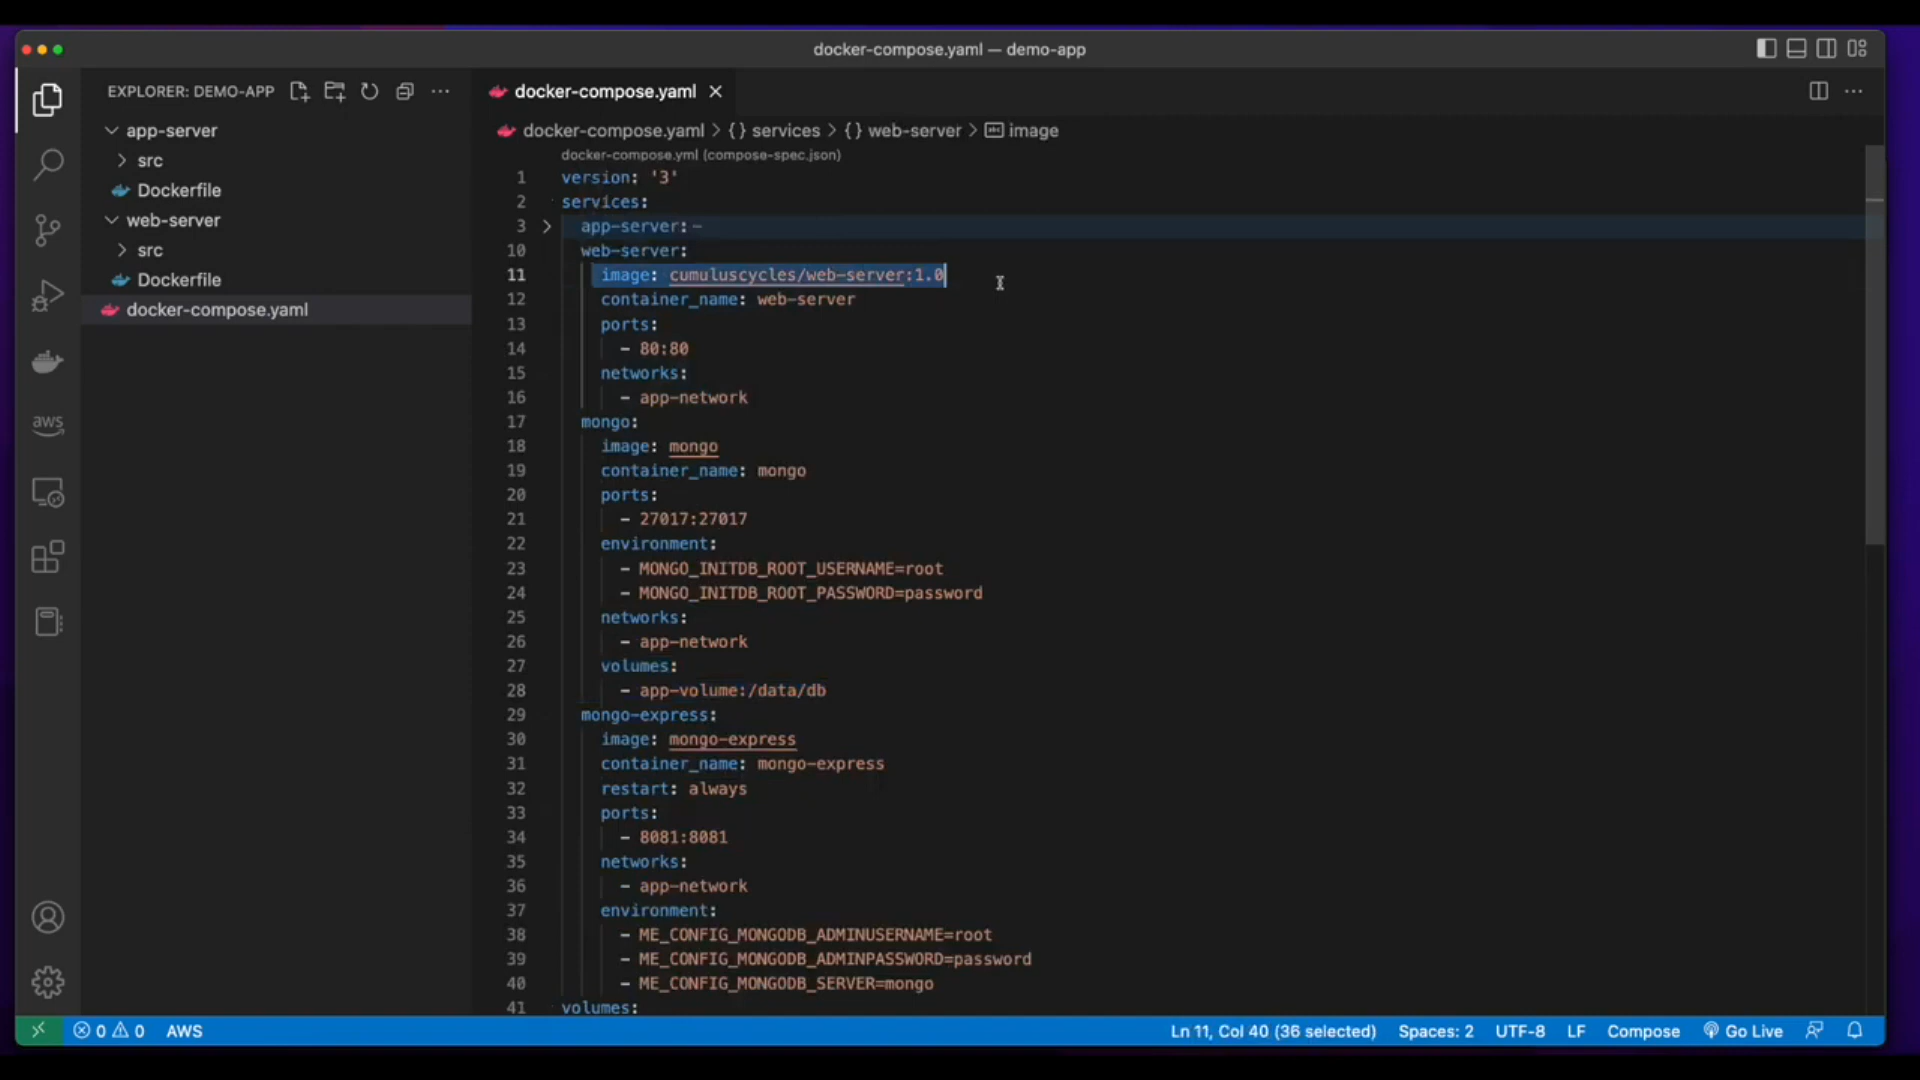 docker-compose.yaml — demo-app
EXPLORER: DEMO-APP
app-server
src
Dockerfile
web-server
src
Dockerfile
docker-compose.yaml
aws
docker-compose.yaml
docker-compose.yaml > {} services > {} web-server > image
docker-compose.yml (compose-spec.json)
1 version: '3'
2 services:
3 app-server: –
10 web-server:
11 image: cumuluscycles/web-server:1.0
12 container_name: web-server
13 ports:
14 - 80:80
15 networks:
16 - app-network
17 mongo:
18 image: mongo
19 container_name: mongo
20 ports:
21 - 27017:27017
22 environment:
23 - MONGO_INITDB_ROOT_USERNAME=root
24 - MONGO_INITDB_ROOT_PASSWORD=password
25 networks:
26 - app-network
27 volumes:
28 - app-volume:/data/db
29 mongo-express:
30 image: mongo-express
31 container_name: mongo-express
32 restart: always
33 ports:
34 - 8081:8081
35 networks:
36 - app-network
37 environment:
38 - ME_CONFIG_MONGODB_ADMINUSERNAME=root
39 - ME_CONFIG_MONGODB_ADMINPASSWORD=password
40 - ME_CONFIG_MONGODB_SERVER=mongo
41 volumes:
0 0 AWS
Ln 11, Col 40 (36 selected) Spaces: 2 UTF-8 LF Compose Go Live